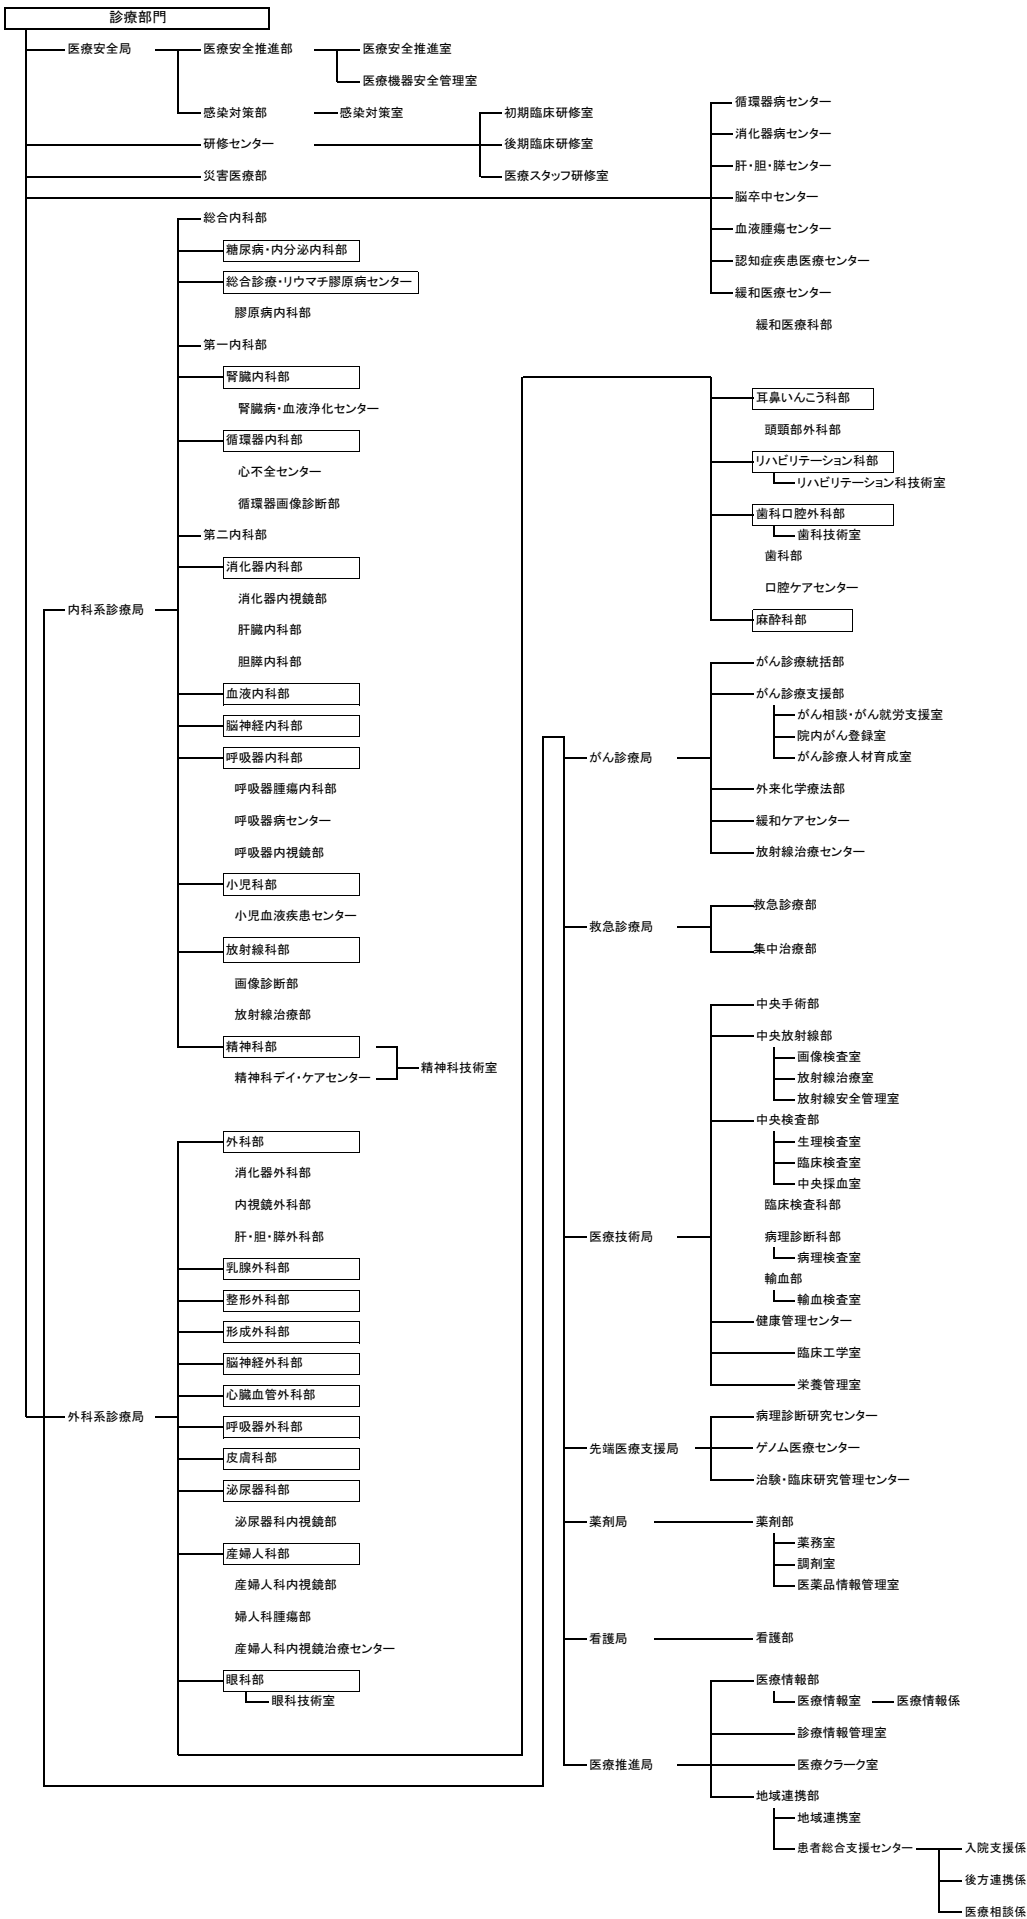 診療部門
医療安全局
医療安全推進部
医療安全推進室
医療機器安全管理室
感染対策部
感染対策室
研修センター
初期臨床研修室
後期臨床研修室
医療スタッフ研修室
災害医療部
循環器病センター
消化器病センター
肝・胆・膵センター
脳卒中センター
血液腫瘍センター
認知症疾患医療センター
緩和医療センター
緩和医療科部
内科系診療局
総合内科部
糖尿病・内分泌内科部
総合診療・リウマチ膠原病センター
膠原病内科部
第一内科部
腎臓内科部
腎臓病・血液浄化センター
循環器内科部
心不全センター
循環器画像診断部
第二内科部
消化器内科部
消化器内視鏡部
肝臓内科部
胆膵内科部
血液内科部
脳神経内科部
呼吸器内科部
呼吸器腫瘍内科部
呼吸器病センター
呼吸器内視鏡部
小児科部
小児血液疾患センター
放射線科部
画像診断部
放射線治療部
精神科部
精神科デイ・ケアセンター
精神科技術室
外科系診療局
外科部
消化器外科部
内視鏡外科部
肝・胆・膵外科部
乳腺外科部
整形外科部
形成外科部
脳神経外科部
心臓血管外科部
呼吸器外科部
皮膚科部
泌尿器科部
泌尿器科内視鏡部
産婦人科部
産婦人科内視鏡部
婦人科腫瘍部
産婦人科内視鏡治療センター
眼科部
眼科技術室
耳鼻いんこう科部
頭頸部外科部
リハビリテーション科部
リハビリテーション科技術室
歯科口腔外科部
歯科技術室
歯科部
口腔ケアセンター
麻酔科部
がん診療局
がん診療統括部
がん診療支援部
がん相談・がん就労支援室
院内がん登録室
がん診療人材育成室
外来化学療法部
緩和ケアセンター
放射線治療センター
救急診療局
救急診療部
集中治療部
医療技術局
中央手術部
中央放射線部
画像検査室
放射線治療室
放射線安全管理室
中央検査部
生理検査室
臨床検査室
中央採血室
臨床検査科部
病理診断科部
病理検査室
輸血部
輸血検査室
健康管理センター
臨床工学室
栄養管理室
先端医療支援局
病理診断研究センター
ゲノム医療センター
治験・臨床研究管理センター
薬剤局
薬剤部
薬務室
調剤室
医薬品情報管理室
看護局
看護部
医療推進局
医療情報部
医療情報室
医療情報係
診療情報管理室
医療クラーク室
地域連携部
地域連携室
患者総合支援センター
入院支援係
後方連携係
医療相談係